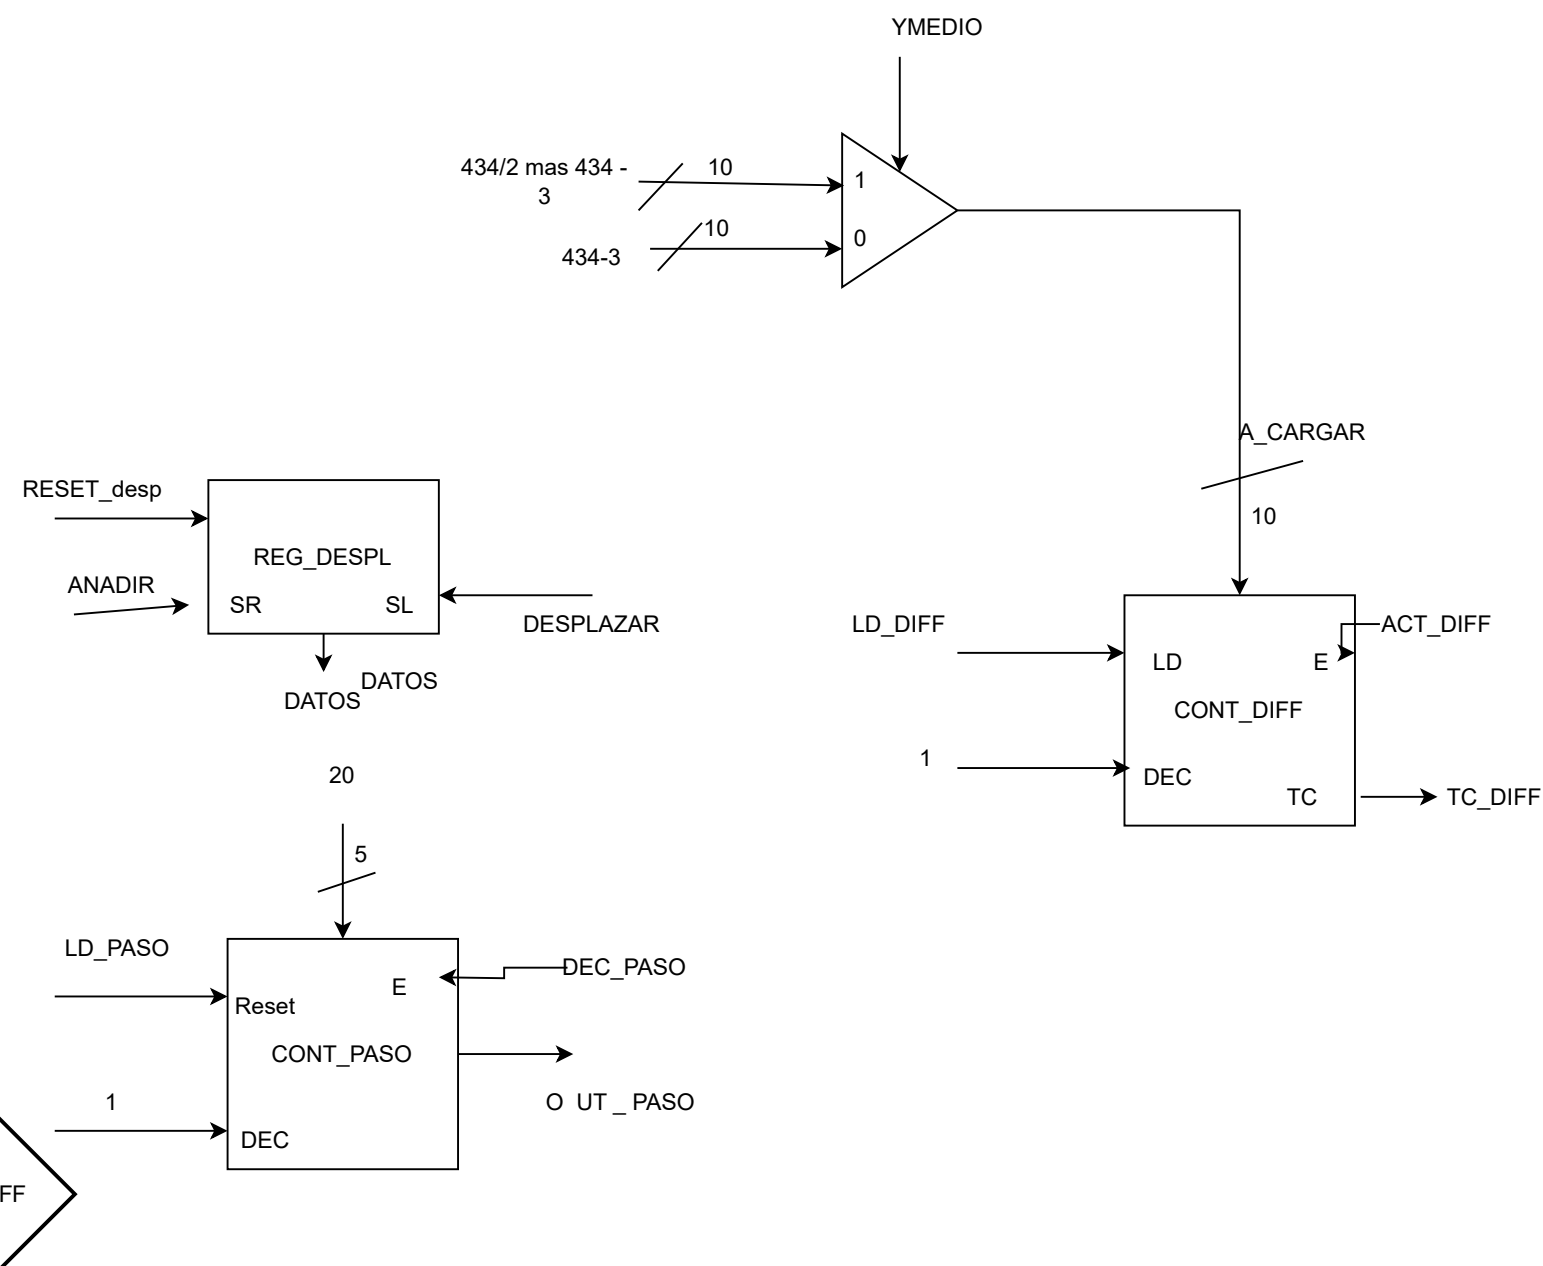 YMEDIO
434/2 mas 434 -
3
10
1
10
0
434-3
A_CARGAR
10
RESET_desp
REG_DESPL
ANADIR
SR
SL
DESPLAZAR
DATOS
DATOS
LD_DIFF
ACT_DIFF
LD
E
CONT_DIFF
1
DEC
TC
TC_DIFF
20
5
LD_PASO
E
DEC_PASO
Reset
CONT_PASO
O UT _ PASO
1
DEC
FF